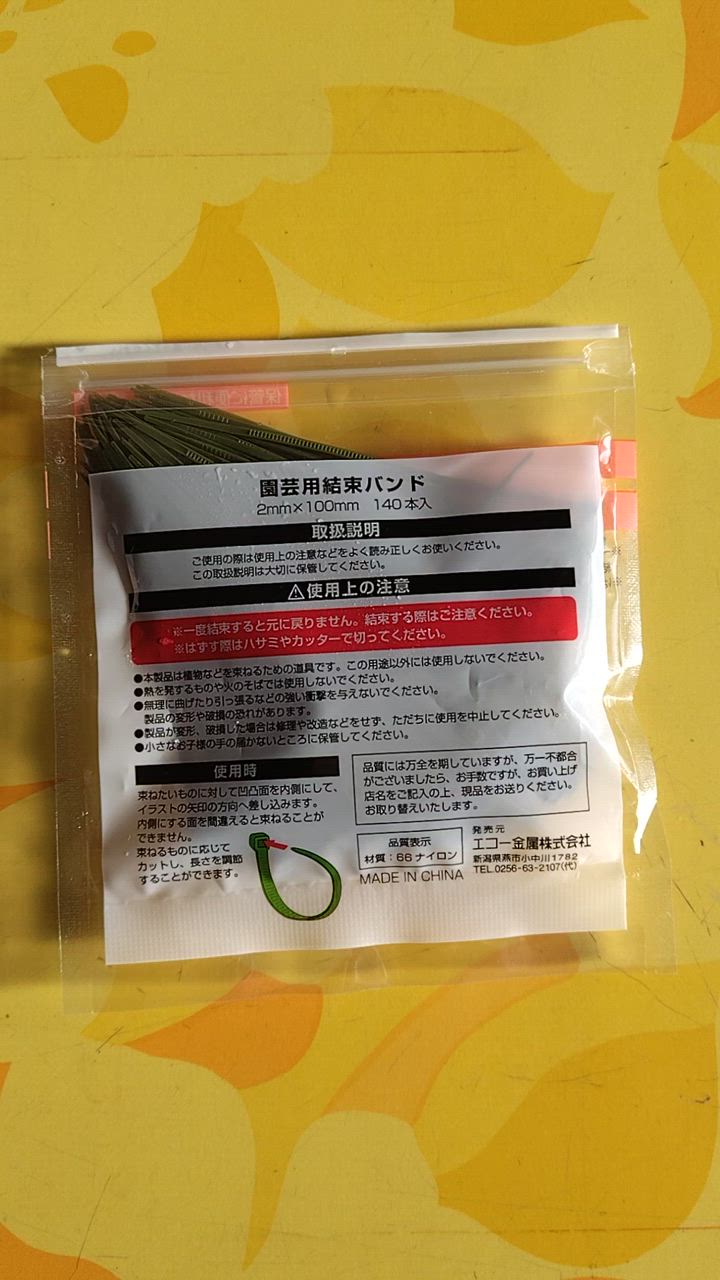 園芸用結束バンド
2mm×100mm 140本入
取扱説明
ご使用の際は使用上の注意などをよく読み正しくお使いください。
この取扱説明は大切に保管してください。
⚠使用上の注意
※一度結束すると元に戻りません。結束する際はご注意ください。
※はずす際はハサミやカッターで切ってください。
●本製品は植物などを束ねるための道具です。この用途以外には使用しないでください。
●熱を発するものや火のそばでは使用しないでください。
●無理に曲げたり引っ張るなどの強い衝撃を与えないでください。
製品の変形や破損の恐れがあります。
●製品が変形、破損した場合は修理や改造などをせず、ただちに使用を中止してください。
●小さなお子様の手の届かないところに保管してください。
使用時
束ねたいものに対して凹凸面を内側にして、
イラストの矢印の方向へ差し込みます。
内側にする面を間違えると束ねることが
できません。
束ねるものに応じて
カットし、長さを調節
することができます。
品質には万全を期していますが、万一不都合
がございましたら、お手数ですが、お買い上げ
店名をご記入の上、現品をお送りください。
お取り替えいたします。
品質表示
材質：66ナイロン
MADE IN CHINA
発売元
エコー金属株式会社
新潟県燕市小中川1782
TEL.0256-63-2107(代)